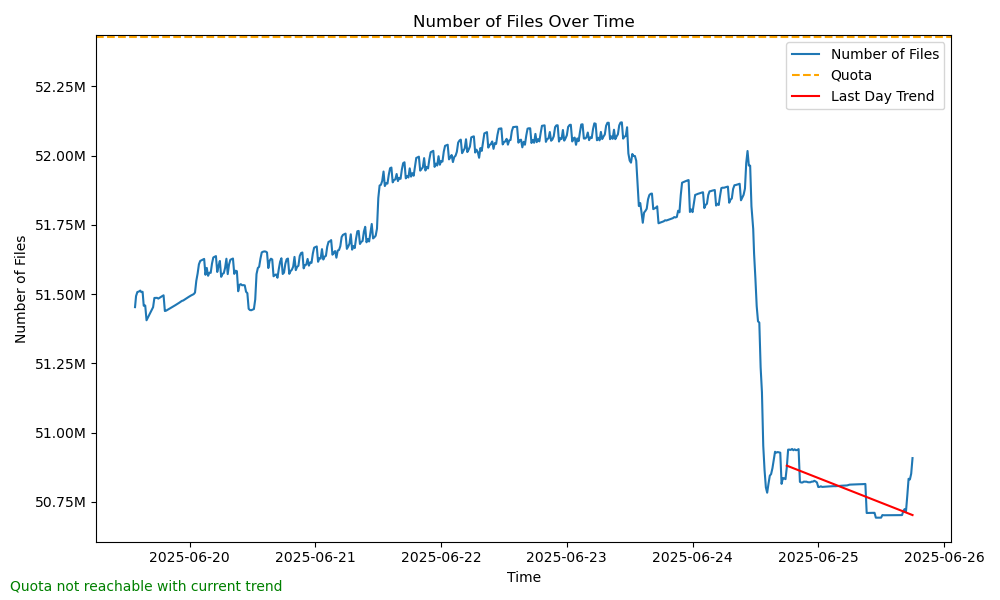 Number of Files Over Time
Number of Files
Quota
Last Day Trend
52.25M
52.00M
51.75M
51.50M
51.25M
51.00M
50.75M
Number of Files
2025-06-20
2025-06-21
2025-06-22
2025-06-23
2025-06-24
2025-06-25
2025-06-26
Time
Quota not reachable with current trend